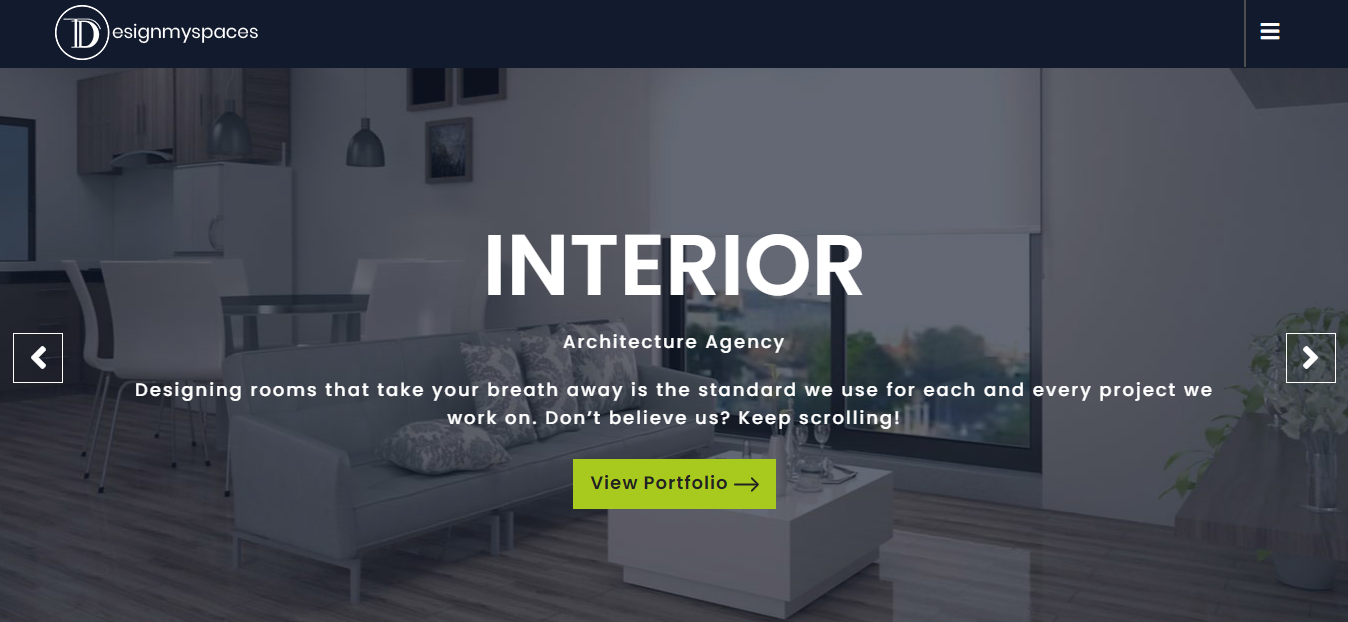 Designmyspaces
INTERIOR
Architecture Agency
Designing rooms that take your breath away is the standard we use for each and every project we
work on. Don’t believe us? Keep scrolling!
View Portfolio